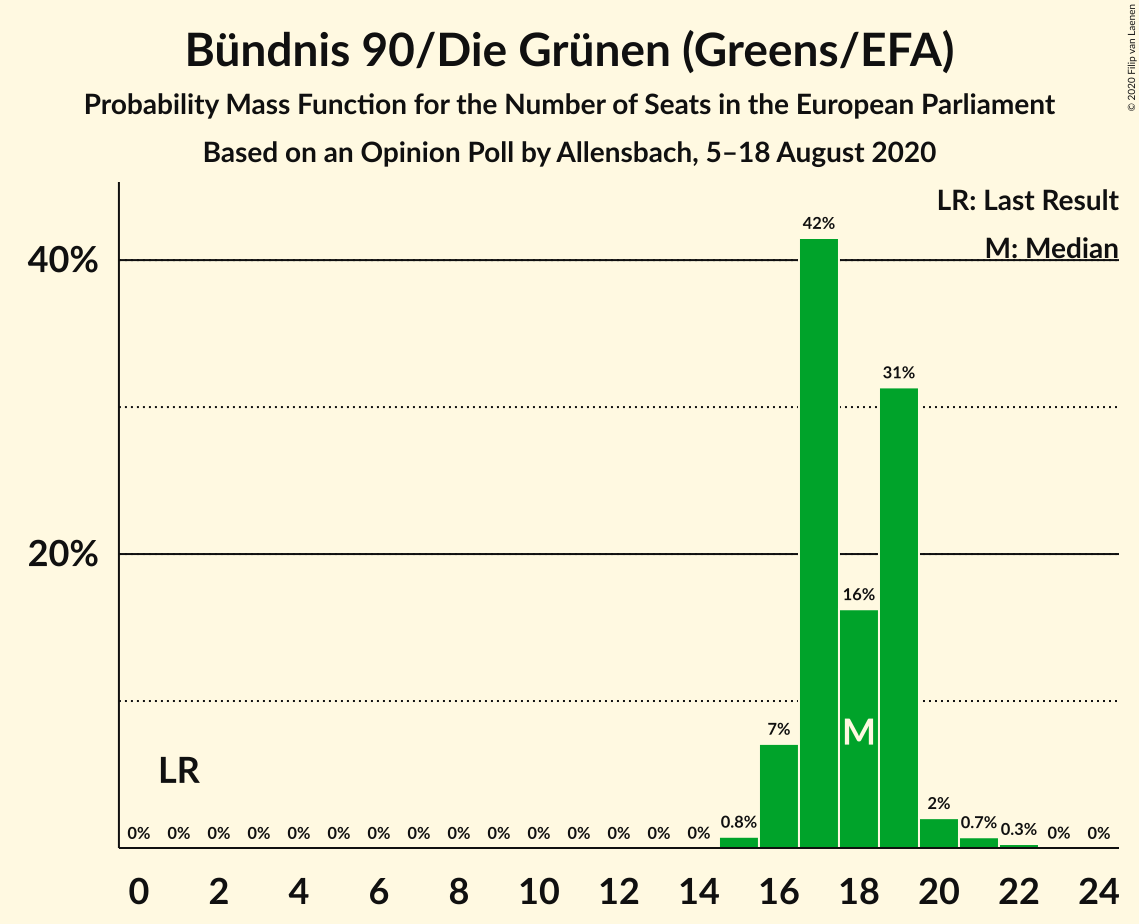 Bündnis 90/Die Grünen (Greens/EFA)
Probability Mass Function for the Number of Seats in the European Parliament
Based on an Opinion Poll by Allensbach, 5–18 August 2020
© 2020 Filip van Laenen
LR: Last Result
M: Median
42%
40%
31%
20%
16%
7%
M
LR
2%
0% 0% 0% 0% 0% 0% 0% 0% 0% 0% 0% 0% 0% 0% 0% 0.8% 0.7% 0.3% 0% 0%
0 2 4 6 8 10 12 14 16 18 20 22 24